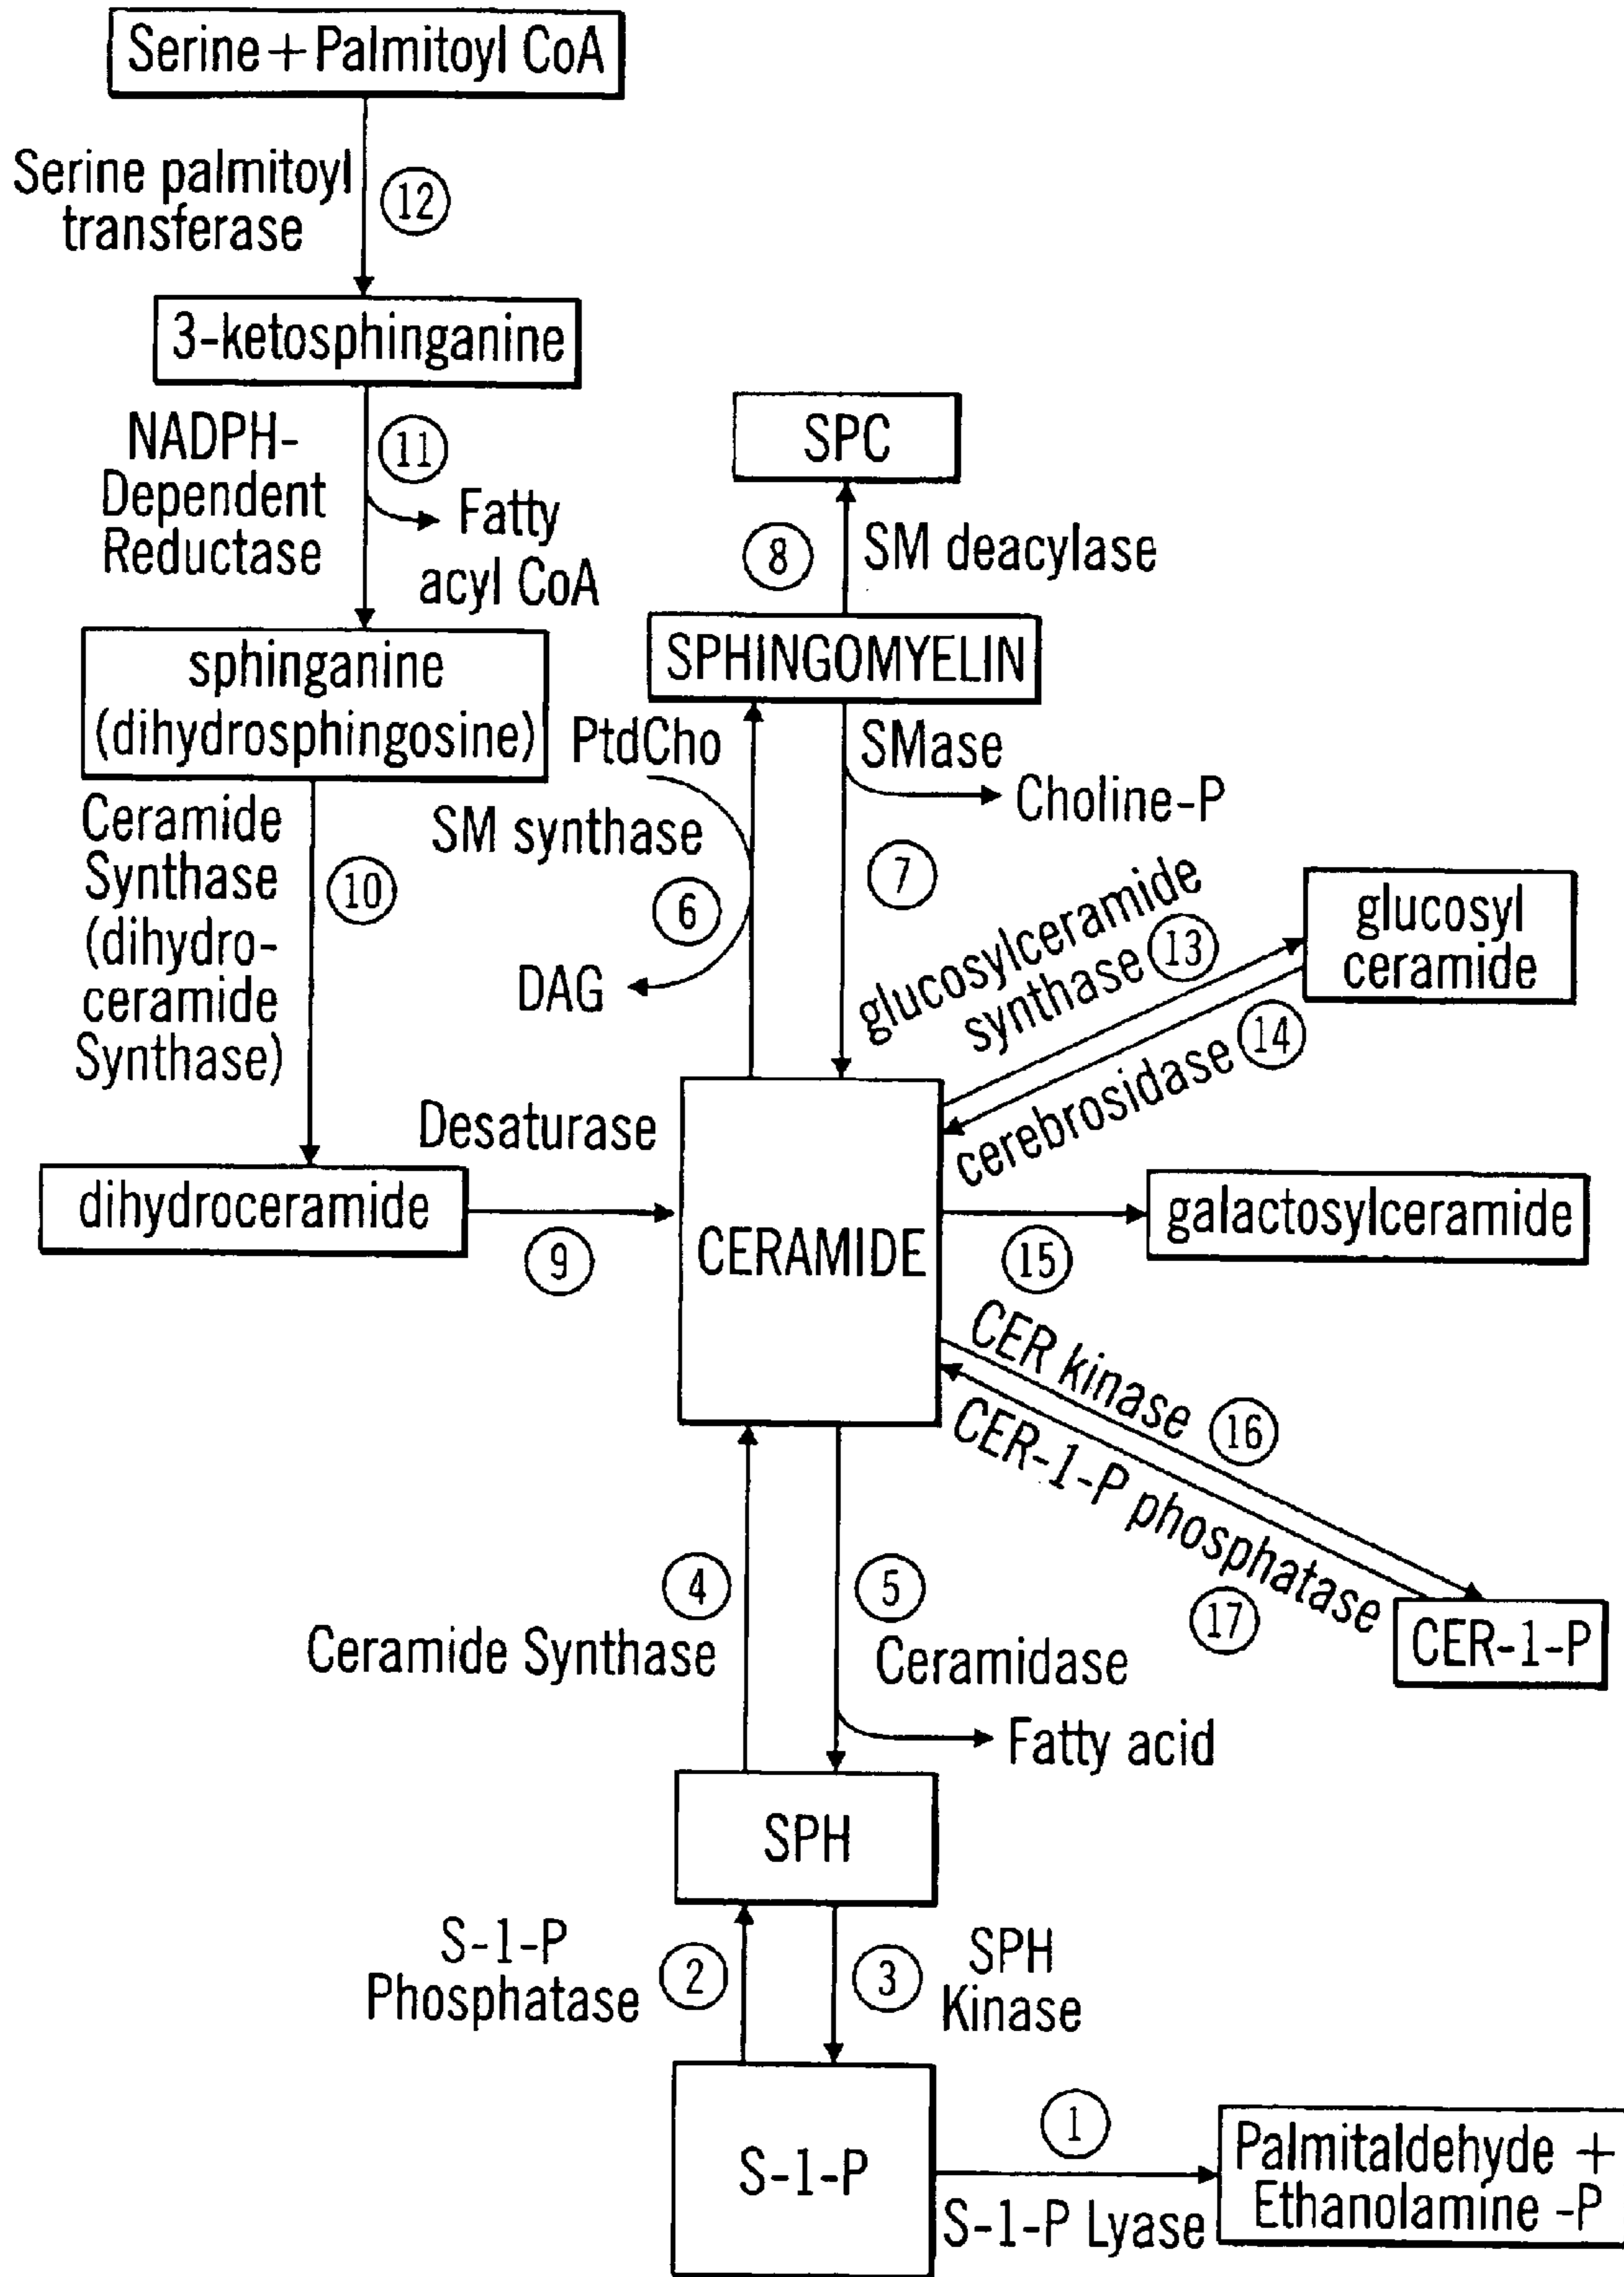 Serine + Palmitoyl CoA
Serine palmitoyl
transferase
12
3-ketosphinganine
NADPH-
Dependent
Reductase
11
Fatty
acyl CoA
sphinganine
(dihydrosphingosine)
Ceramide
Synthase
(dihydro-
ceramide
Synthase)
10
dihydroceramide
Desaturase
9
SPC
8
SM deacylase
SPHINGOMYELIN
PtdCho
SM synthase
6
DAG
SMase
Choline-P
7
glucosylceramide
synthase 13
cerebrosidase 14
glucosyl
ceramide
CERAMIDE
15
galactosylceramide
CER kinase 16
CER-1-P phosphatase
17
CER-1-P
4
Ceramide Synthase
5
Ceramidase
Fatty acid
SPH
S-1-P
Phosphatase
2
3
SPH
Kinase
S-1-P
1
S-1-P Lyase
Palmitaldehyde +
Ethanolamine -P